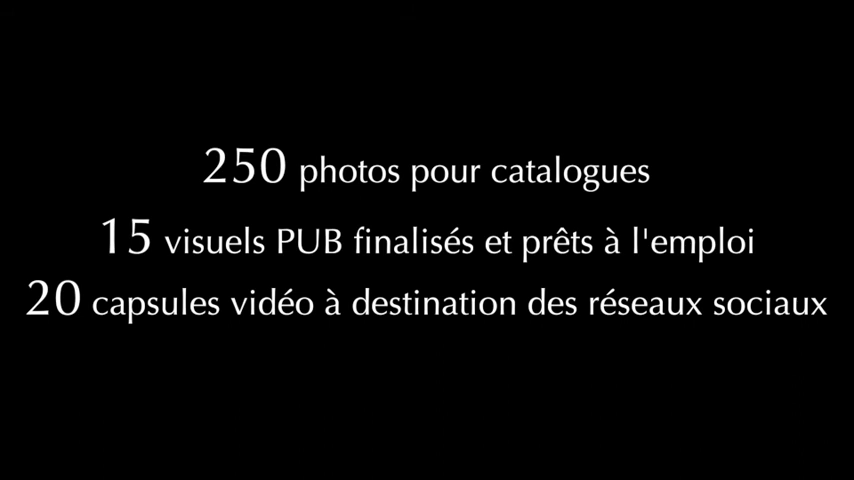 250 photos pour catalogues
15 visuels PUB finalisés et prêts à l'emploi
20 capsules vidéo à destination des réseaux sociaux